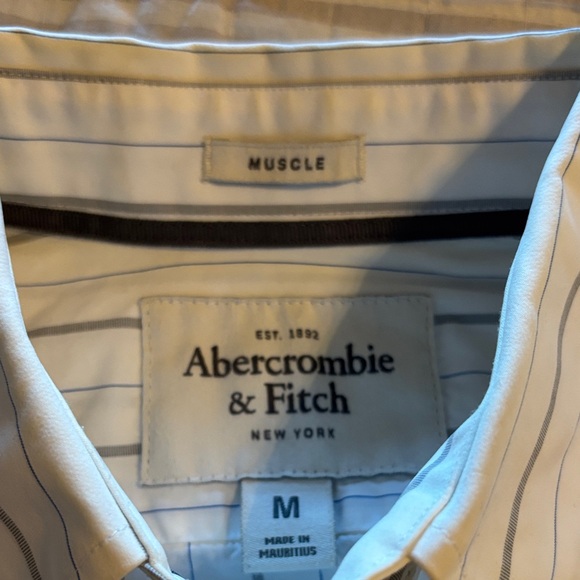 MUSCLE
EST. 1892
Abercrombie
& Fitch
NEW YORK
M
MADE IN
MAURITIUS